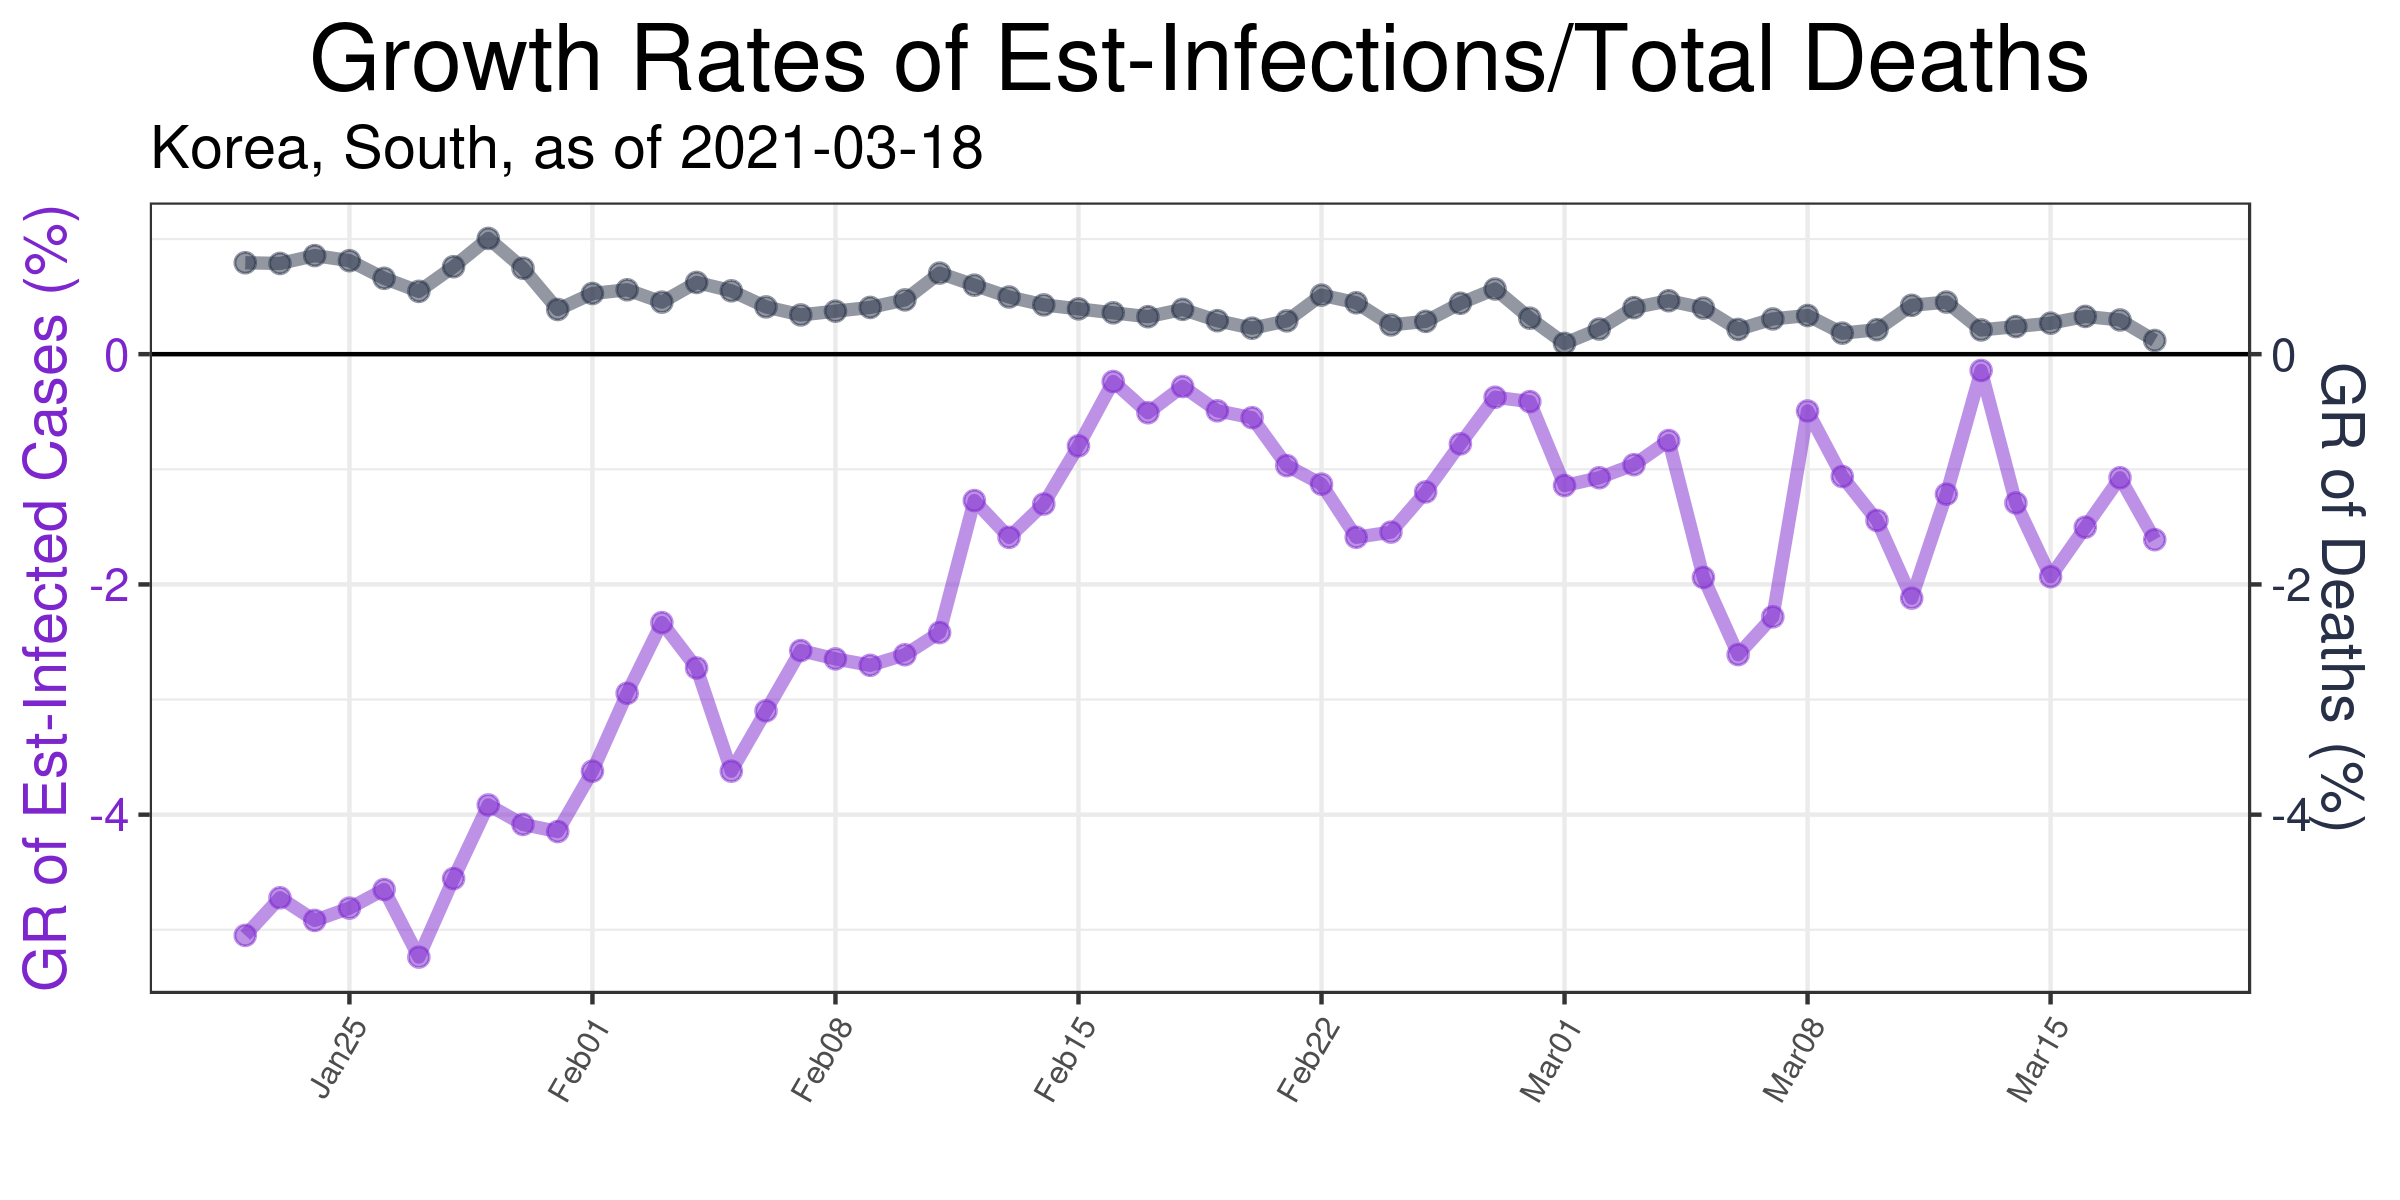 Growth Rates of Est-Infections/Total Deaths
Korea, South, as of 2021-03-18
GR of Est-Infected Cases (%)
0
-2
-4
0
-2
-4
GR of Deaths (%)
Jan25
Feb01
Feb08
Feb15
Feb22
Mar01
Mar08
Mar15